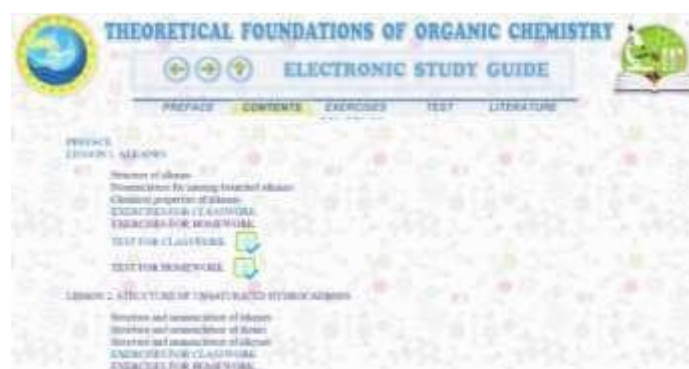 THEORETICAL FOUNDATIONS OF ORGANIC CHEMISTRY
ELECTRONIC STUDY GUIDE
PREFACE CONTENTS EXERCISES TEST LITERATURE
PREFACE
LESSON 1. ALKANES
Structure of alkanes
Nomenclature for naming branched alkanes
Chemical properties of alkanes
EXERCISES FOR CLASSWORK
EXERCISES FOR HOMEWORK
TEST FOR CLASSWORK
TEST FOR HOMEWORK
LESSON 2. STRUCTURE OF UNSATURATED HYDROCARBONS
Structure and nomenclature of alkenes
Structure and nomenclature of dienes
Structure and nomenclature of alkynes
EXERCISES FOR CLASSWORK
EXERCISES FOR HOMEWORK